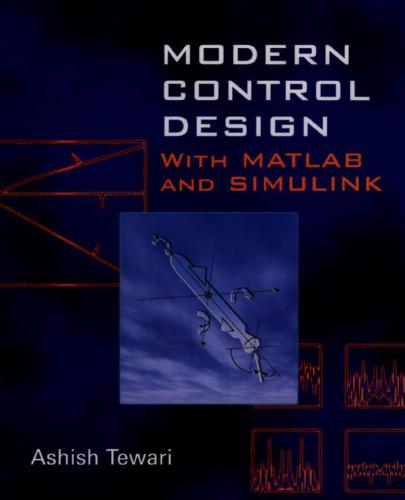 MODERN
CONTROL
DESIGN
WITH MATLAB
AND SIMULINK
Ashish Tewari